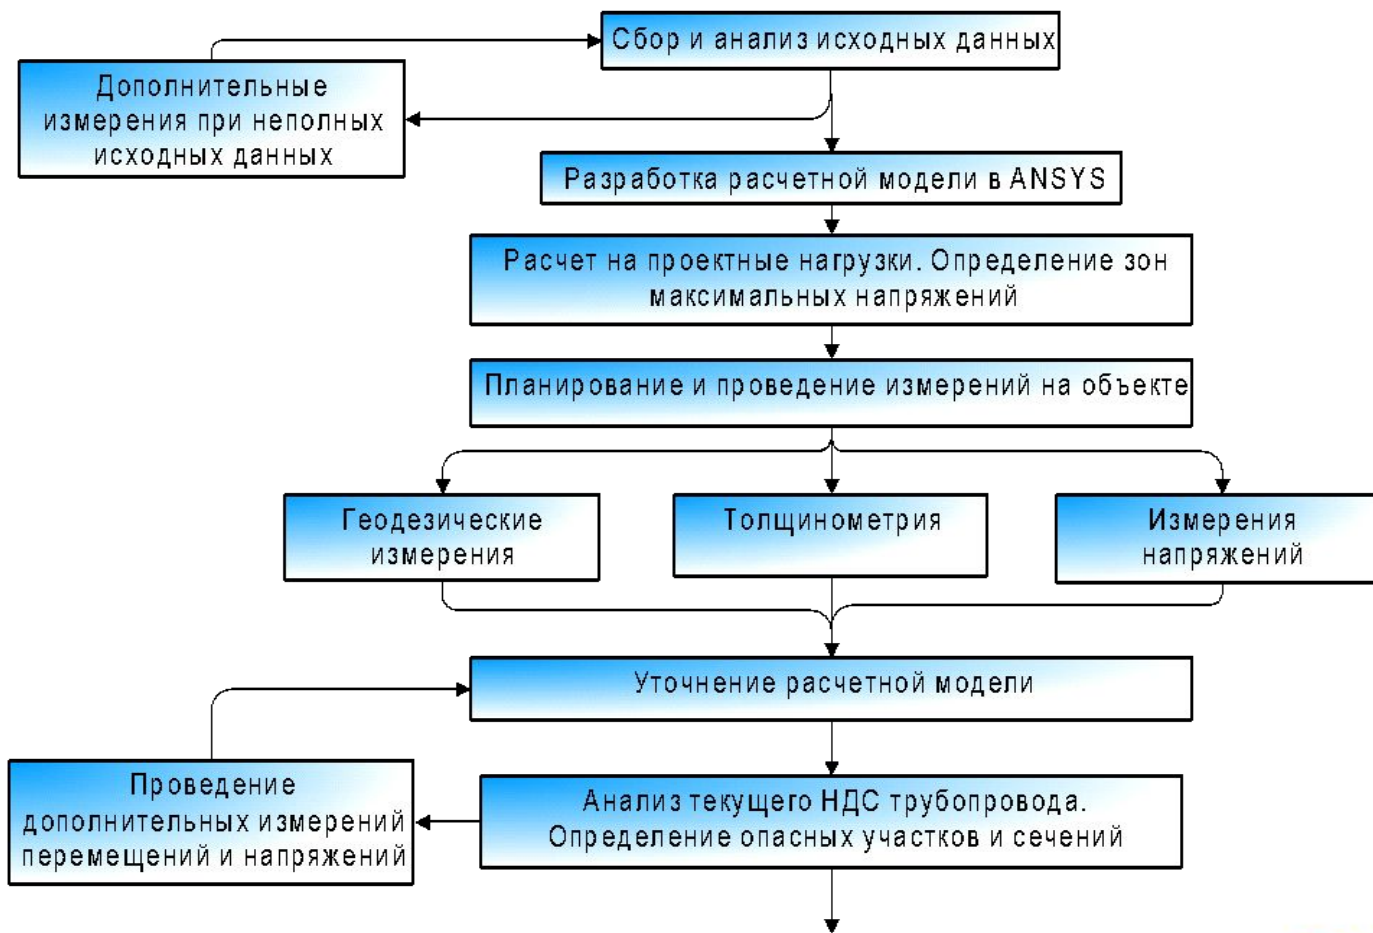 Сбор и анализ исходных данных
Дополнительные
измерения при неполных
исходных данных
Разработка расчетной модели в ANSYS
Расчет на проектные нагрузки. Определение зон
максимальных напряжений
Планирование и проведение измерений на объекте
Геодезические
измерения
Толщинометрия
Измерения
напряжений
Уточнение расчетной модели
Проведение
дополнительных измерений
перемещений и напряжений
Анализ текущего НДС трубопровода.
Определение опасных участков и сечений